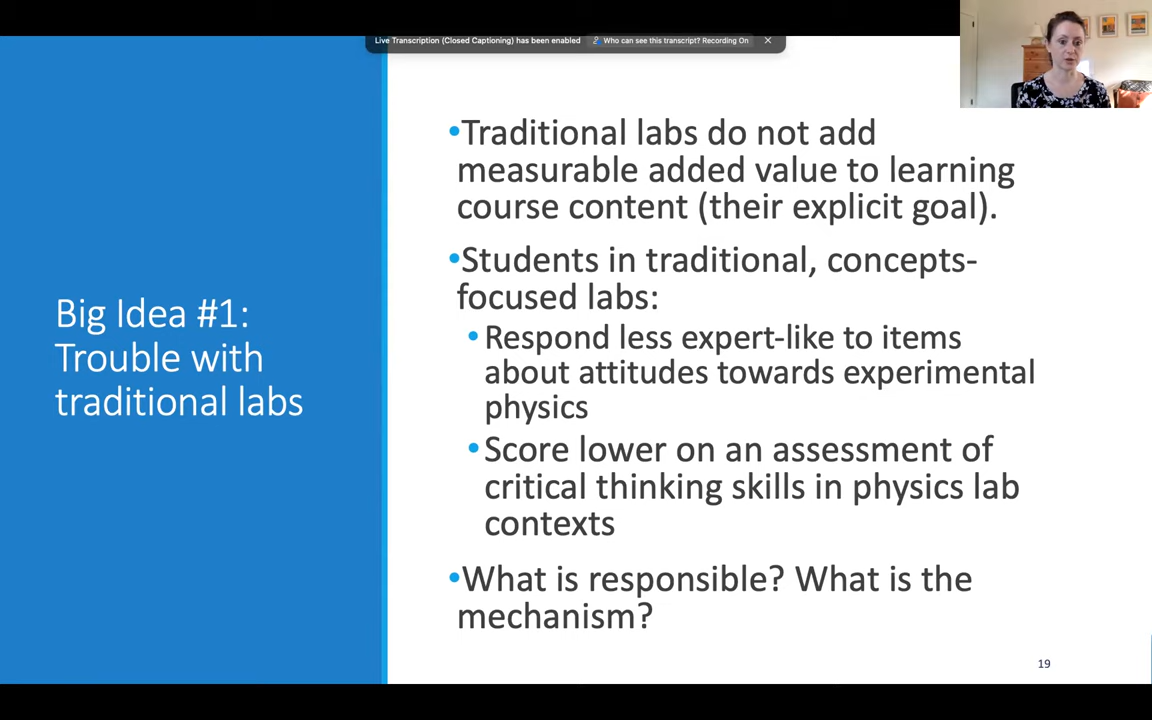 Live Transcription (Closed Captioning) has been enabled
Who can see this transcript? Recording On
Big Idea #1:
Trouble with
traditional labs
•Traditional labs do not add
measurable added value to learning
course content (their explicit goal).
•Students in traditional, concepts-
focused labs:
•Respond less expert-like to items
about attitudes towards experimental
physics
•Score lower on an assessment of
critical thinking skills in physics lab
contexts
•What is responsible? What is the
mechanism?
19